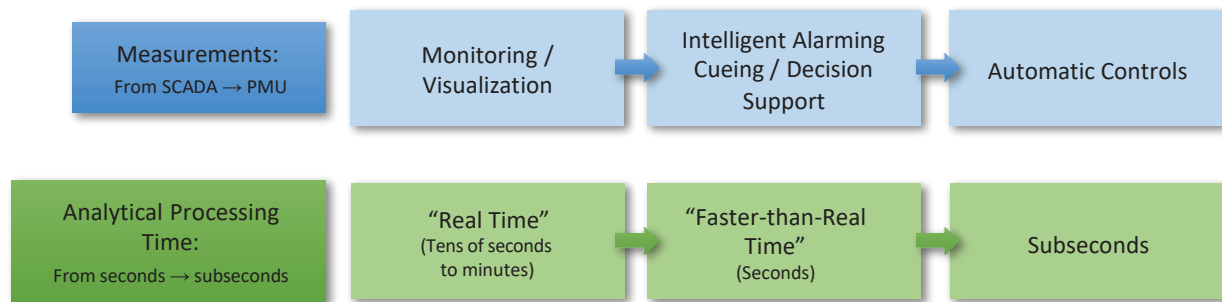 Measurements:
From SCADA → PMU
Monitoring /
Visualization
Intelligent Alarming
Cueing / Decision
Support
Automatic Controls
Analytical Processing
Time:
From seconds → subseconds
“Real Time”
(Tens of seconds
to minutes)
“Faster-than-Real
Time”
(Seconds)
Subseconds